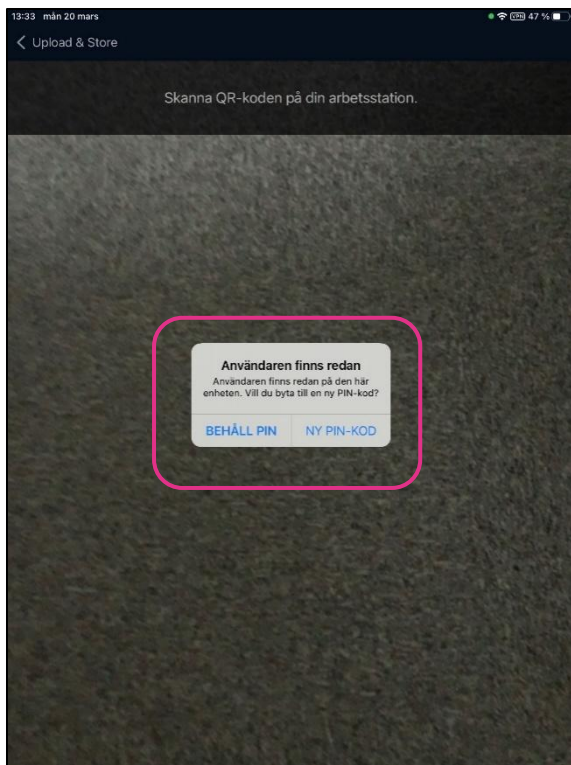 13:33 mån 20 mars VPN 47 %
Upload & Store
Skanna QR-koden på din arbetsstation.
Användaren finns redan
Användaren finns redan på den här
enheten. Vill du byta till en ny PIN-kod?
BEHÅLL PIN NY PIN-KOD